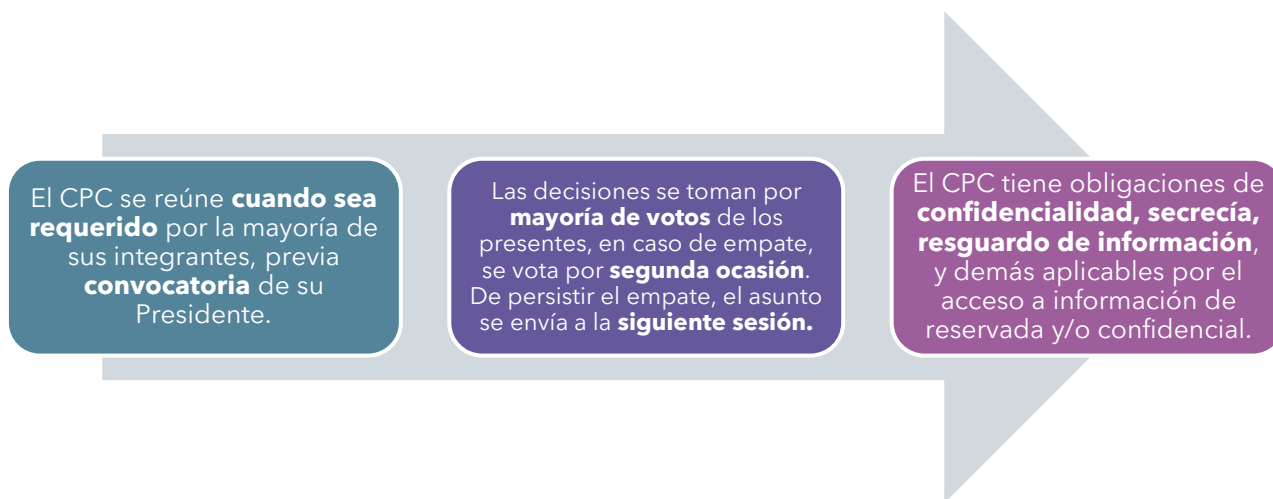 El CPC se reúne cuando sea
requerido por la mayoría de
sus integrantes, previa
convocatoria de su
Presidente.
Las decisiones se toman por
mayoría de votos de los
presentes, en caso de empate,
se vota por segunda ocasión.
De persistir el empate, el asunto
se envía a la siguiente sesión.
El CPC tiene obligaciones de
confidencialidad, secrecía,
resguardo de información,
y demás aplicables por el
acceso a información de
reservada y/o confidencial.